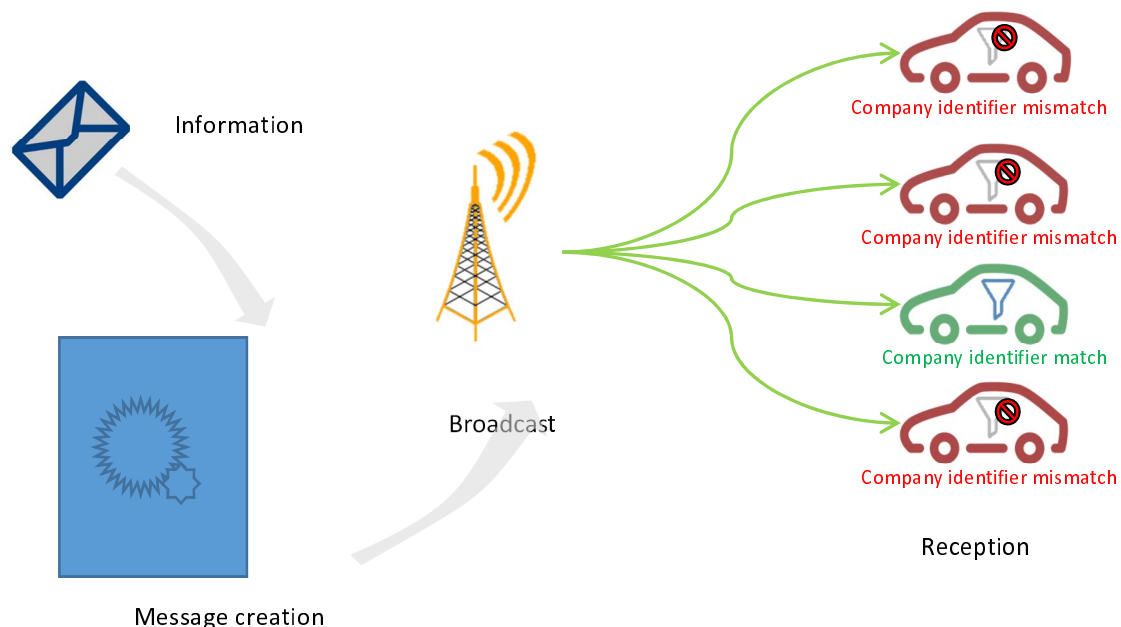 Information
Message creation
Broadcast
Company identifier mismatch
Company identifier mismatch
Company identifier match
Company identifier mismatch
Reception